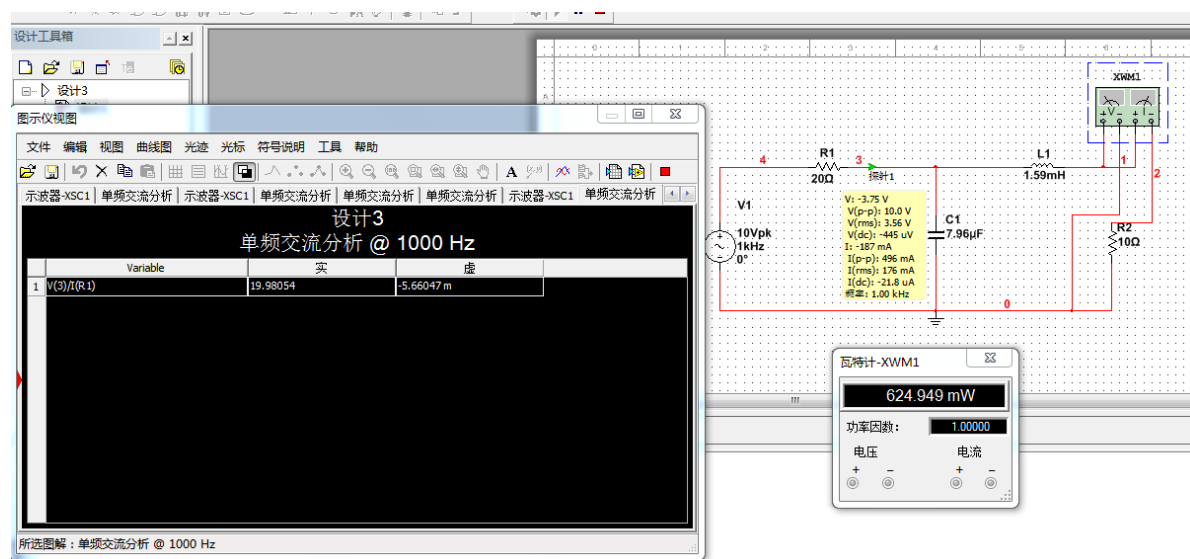 设计工具箱
设计3
图示仪视图
文件 编辑 视图 曲线图 光迹 光标 符号说明 工具 帮助
示波器-XSC1 单频交流分析 示波器-XSC1 单频交流分析 单频交流分析 单频交流分析 示波器-XSC1 单频交流分析
设计3
单频交流分析 @ 1000 Hz
Variable 实 虚
1 V(3)/I(R1) 19.98054 -5.66047 m
所选图解：单频交流分析 @ 1000 Hz
0 1 2 3 4 5 6
A
XWM1
+V- +I-
4
R1
20Ω
3
探针1
L1
1.59mH
1
2
V1
10Vpk
1kHz
0°
V: -3.75 V
V(p-p): 10.0 V
V(rms): 3.56 V
V(dc): -445 uV
I: -187 mA
I(p-p): 496 mA
I(rms): 176 mA
I(dc): -21.8 uA
频率: 1.00 kHz
C1
7.96µF
R2
10Ω
0
瓦特计-XWM1
624.949 mW
功率因数: 1.00000
电压 电流
+ - + -